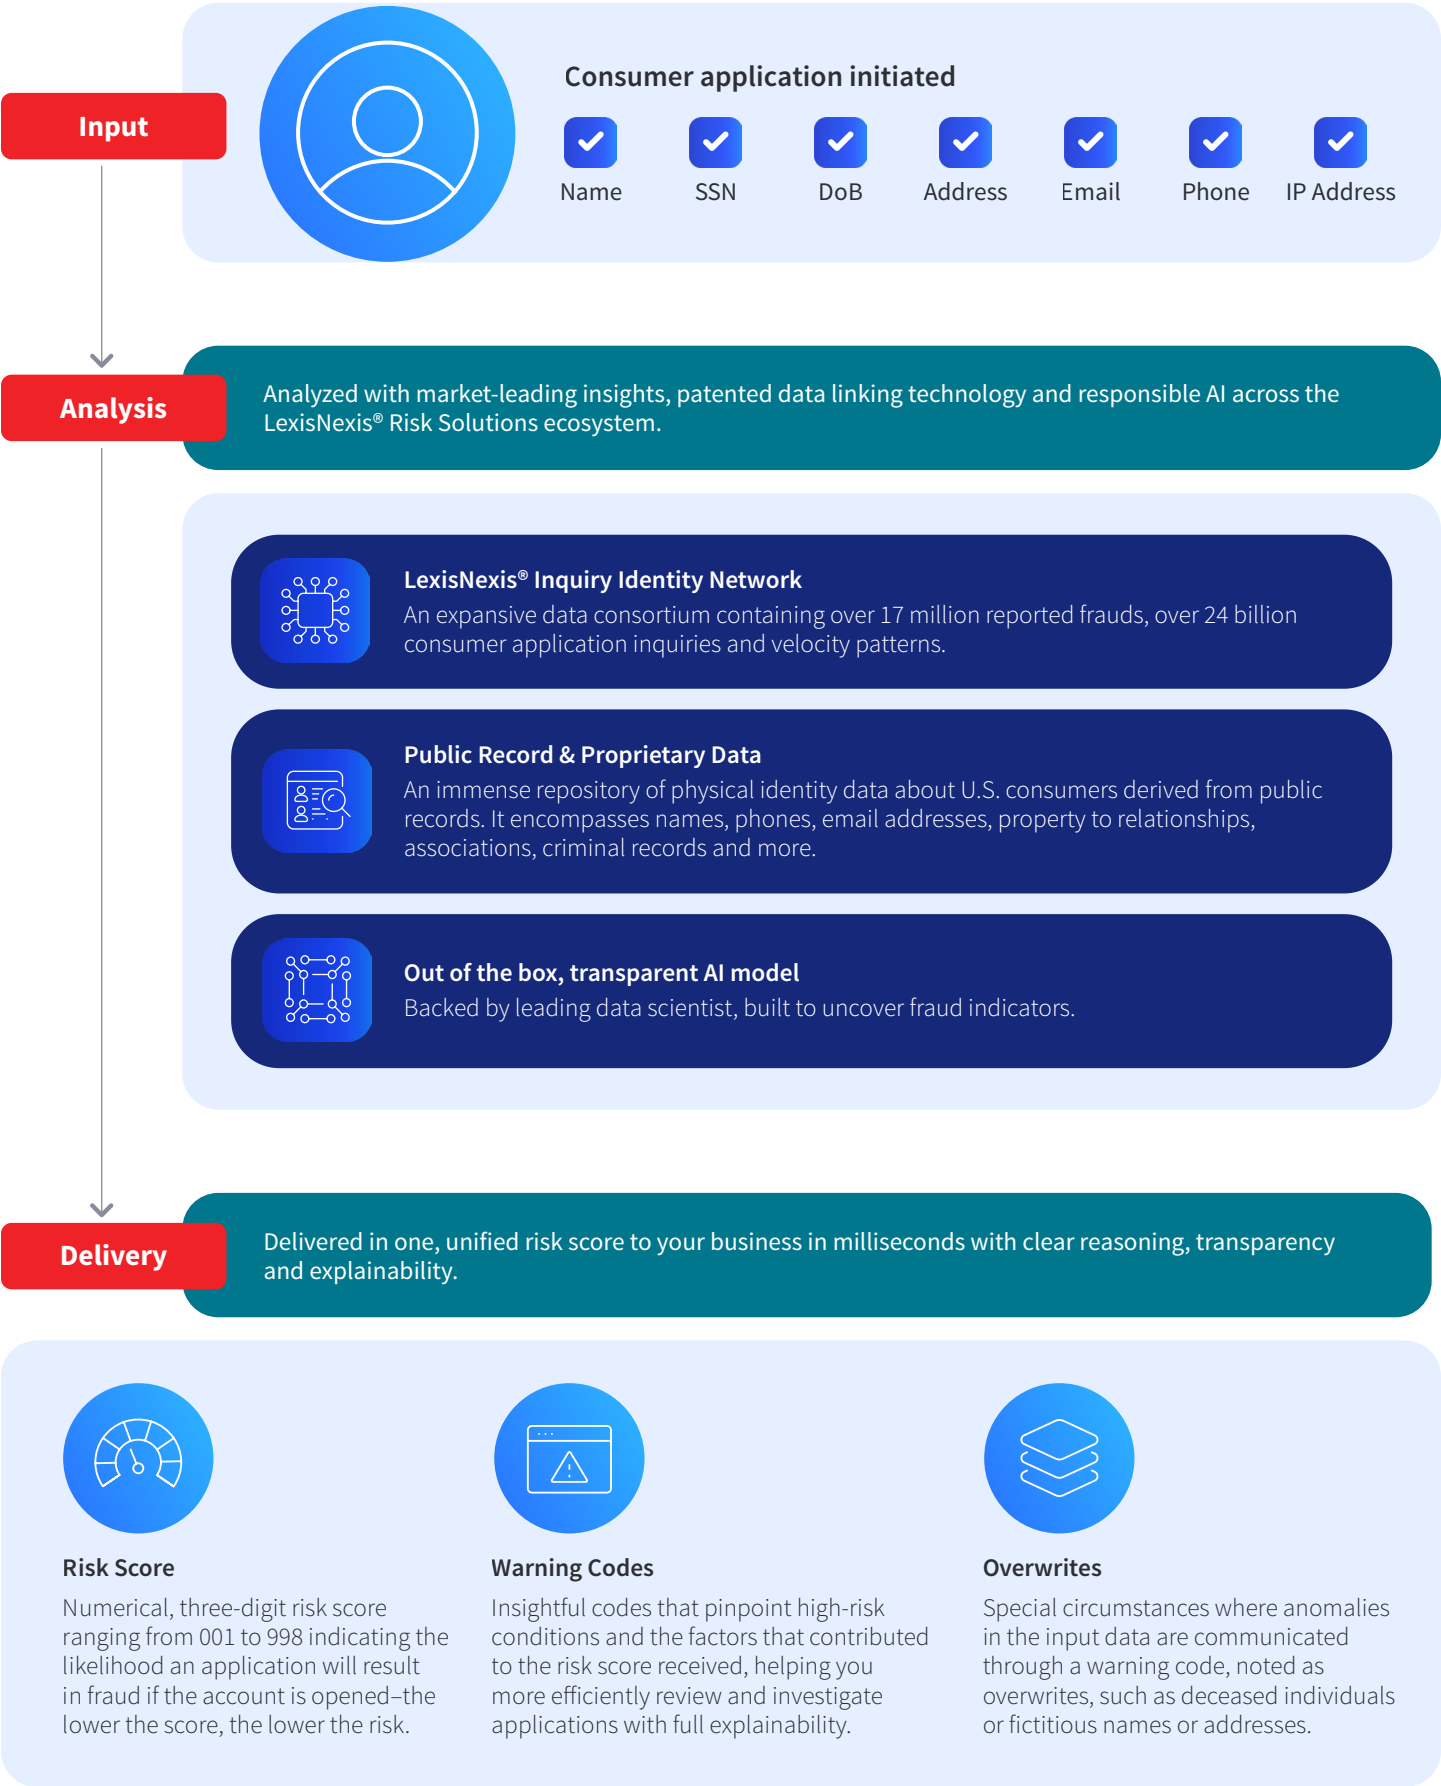 Input
Consumer application initiated
Name SSN DoB Address Email Phone IP Address
Analysis
Analyzed with market-leading insights, patented data linking technology and responsible AI across the
LexisNexis® Risk Solutions ecosystem.
LexisNexis® Inquiry Identity Network
An expansive data consortium containing over 17 million reported frauds, over 24 billion
consumer application inquiries and velocity patterns.
Public Record & Proprietary Data
An immense repository of physical identity data about U.S. consumers derived from public
records. It encompasses names, phones, email addresses, property to relationships,
associations, criminal records and more.
Out of the box, transparent AI model
Backed by leading data scientist, built to uncover fraud indicators.
Delivery
Delivered in one, unified risk score to your business in milliseconds with clear reasoning, transparency
and explainability.
Risk Score
Numerical, three-digit risk score
ranging from 001 to 998 indicating the
likelihood an application will result
in fraud if the account is opened–the
lower the score, the lower the risk.
Warning Codes
Insightful codes that pinpoint high-risk
conditions and the factors that contributed
to the risk score received, helping you
more efficiently review and investigate
applications with full explainability.
Overwrites
Special circumstances where anomalies
in the input data are communicated
through a warning code, noted as
overwrites, such as deceased individuals
or fictitious names or addresses.